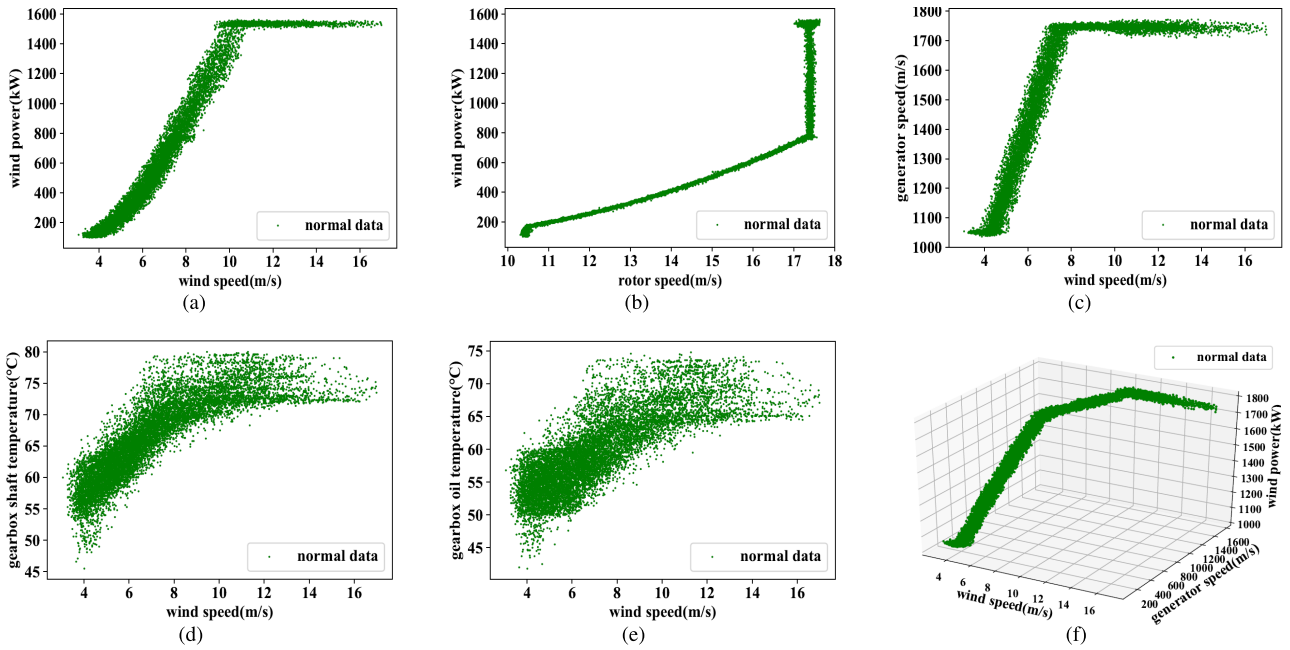 1600
1400
1200
1000
800
600
400
200
wind power(kW)
normal data
4 6 8 10 12 14 16
wind speed(m/s)
(a)
1600
1400
1200
1000
800
600
400
200
wind power(kW)
normal data
10 11 12 13 14 15 16 17 18
rotor speed(m/s)
(b)
1800
1700
1600
1500
1400
1300
1200
1100
1000
generator speed(m/s)
normal data
4 6 8 10 12 14 16
wind speed(m/s)
(c)
80
75
70
65
60
55
50
45
gearbox shaft temperature(°C)
normal data
4 6 8 10 12 14 16
wind speed(m/s)
(d)
75
70
65
60
55
50
45
gearbox oil temperature(°C)
normal data
4 6 8 10 12 14 16
wind speed(m/s)
(e)
normal data
1800
1700
1600
1500
1400
1300
1200
1100
1000
wind power(kW)
1600
1400
1200
1000
800
600
400
200
generator speed(m/s)
4 6 8 10 12 14 16
wind speed(m/s)
(f)